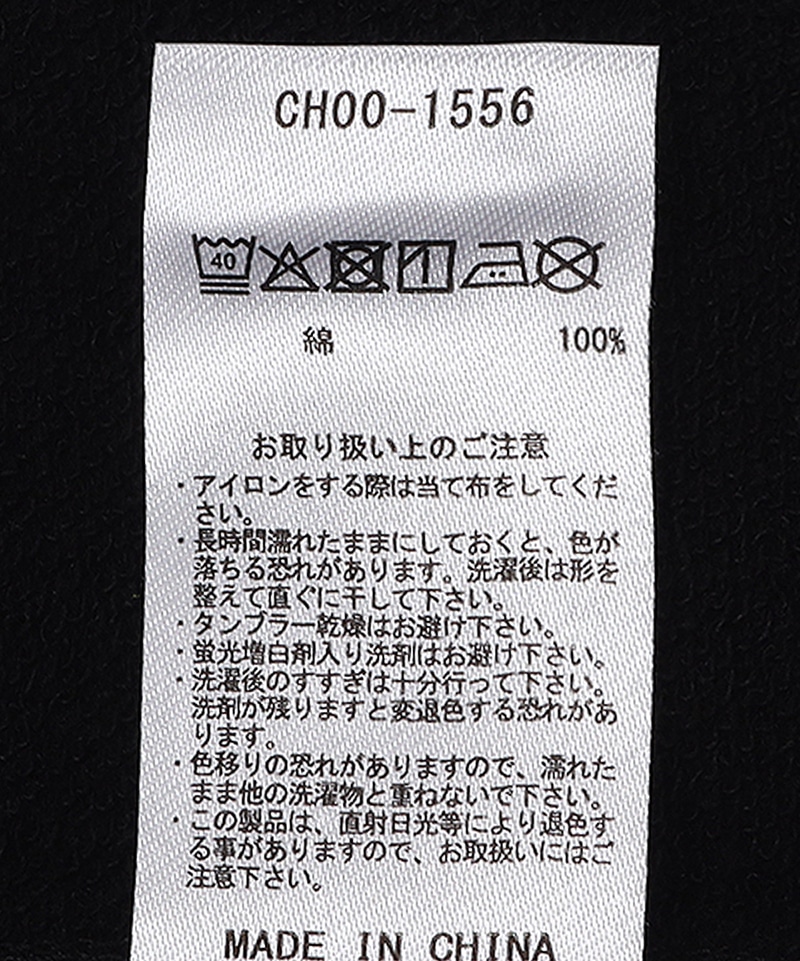 CH00-1556
40
綿 100%
お取り扱い上のご注意
・アイロンをする際は当て布をしてくだ
さい。
・長時間濡れたままにしておくと、色が
落ちる恐れがあります。洗濯後は形を
整えて直ぐに干して下さい。
・タンブラー乾燥はお避け下さい。
・蛍光増白剤入り洗剤はお避け下さい。
・洗濯後のすすぎは十分行って下さい。
洗剤が残りますと変退色する恐れがあ
ります。
・色移りの恐れがありますので、濡れた
まま他の洗濯物と重ねないで下さい。
・この製品は、直射日光等により退色す
る事がありますので、お取扱いにはご
注意下さい。
MADE IN CHINA